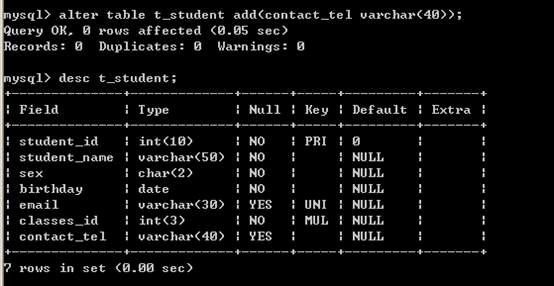 mysql> alter table t_student add(contact_tel varchar(40));
Query OK, 0 rows affected (0.05 sec)
Records: 0  Duplicates: 0  Warnings: 0
mysql> desc t_student;
+--------------+-------------+------+-----+---------+-------+
| Field        | Type        | Null | Key | Default | Extra |
+--------------+-------------+------+-----+---------+-------+
| student_id   | int(10)     | NO   | PRI | 0       |       |
| student_name | varchar(50) | NO   |     | NULL    |       |
| sex          | char(2)     | NO   |     | NULL    |       |
| birthday     | date        | NO   |     | NULL    |       |
| email        | varchar(30) | YES  | UNI | NULL    |       |
| classes_id   | int(3)      | NO   | MUL | NULL    |       |
| contact_tel  | varchar(40) | YES  |     | NULL    |       |
+--------------+-------------+------+-----+---------+-------+
7 rows in set (0.00 sec)